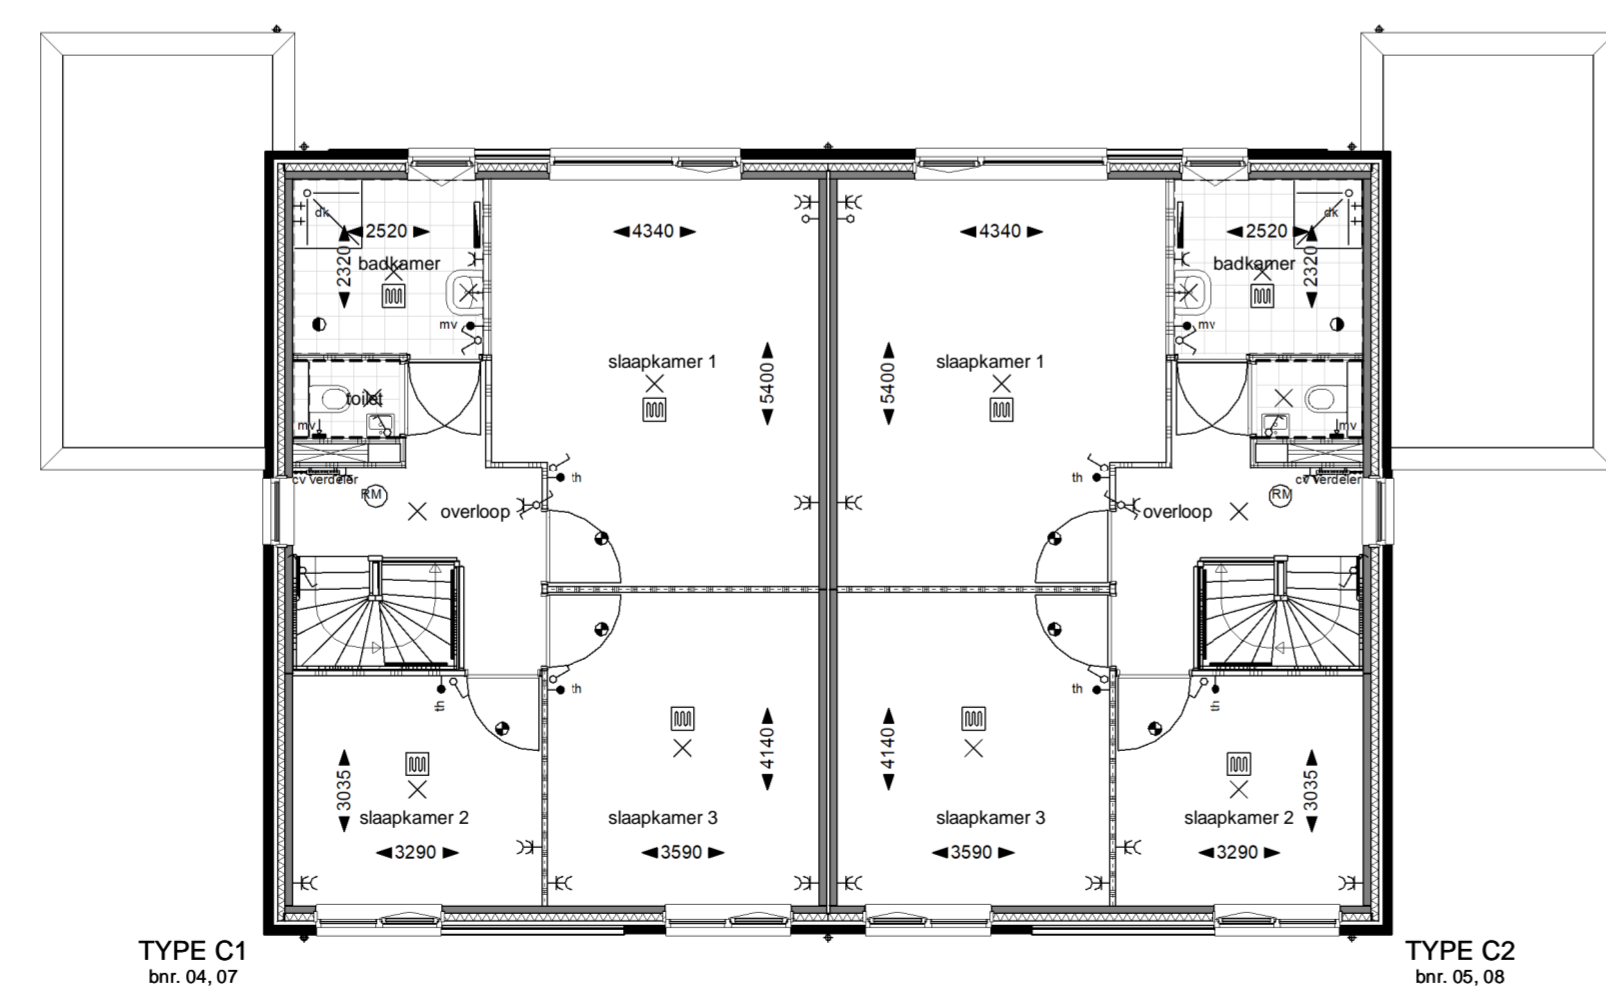 dk
2520
4340
4340
2520
dk
2320
badkamer
badkamer
2320
mv
mv
slaapkamer 1
slaapkamer 1
5400
5400
toilet
mv
mv
cv verdeler
th
th
cv verdeler
RM
RM
overloop
overloop
th
th
th
th
4140
4140
3035
3035
slaapkamer 2
slaapkamer 3
slaapkamer 3
slaapkamer 2
3290
3590
3590
3290
TYPE C1
bnr. 04, 07
TYPE C2
bnr. 05, 08